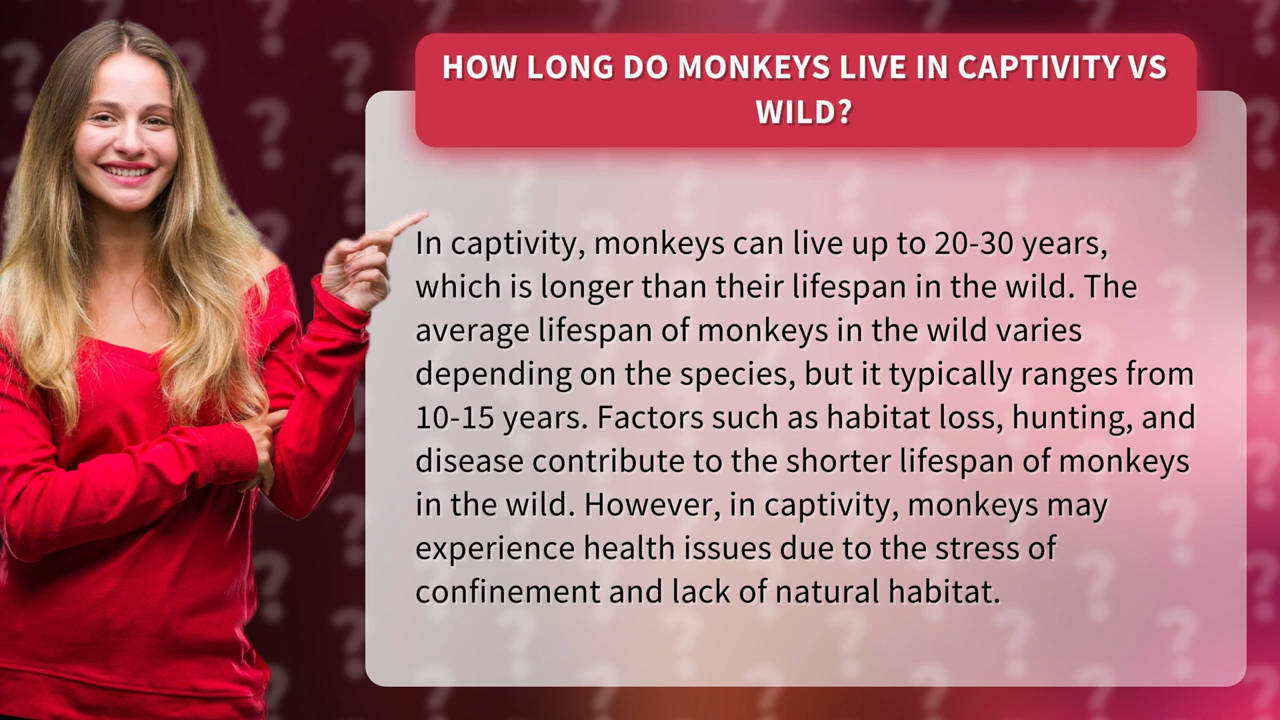 HOW LONG DO MONKEYS LIVE IN CAPTIVITY VS
WILD?
In captivity, monkeys can live up to 20-30 years,
which is longer than their lifespan in the wild. The
average lifespan of monkeys in the wild varies
depending on the species, but it typically ranges from
10-15 years. Factors such as habitat loss, hunting, and
disease contribute to the shorter lifespan of monkeys
in the wild. However, in captivity, monkeys may
experience health issues due to the stress of
confinement and lack of natural habitat.